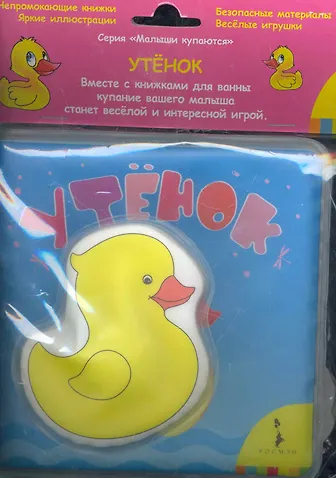 Непромокающие книжки
Яркие иллюстрации
Безопасные материалы
Весёлые игрушки
Серия «Малыши купаются»
УТЁНОК
Вместе с книжками для ванны
купание вашего малыша
станет весёлой и интересной игрой.
УТЁНОК
РОСМЭН